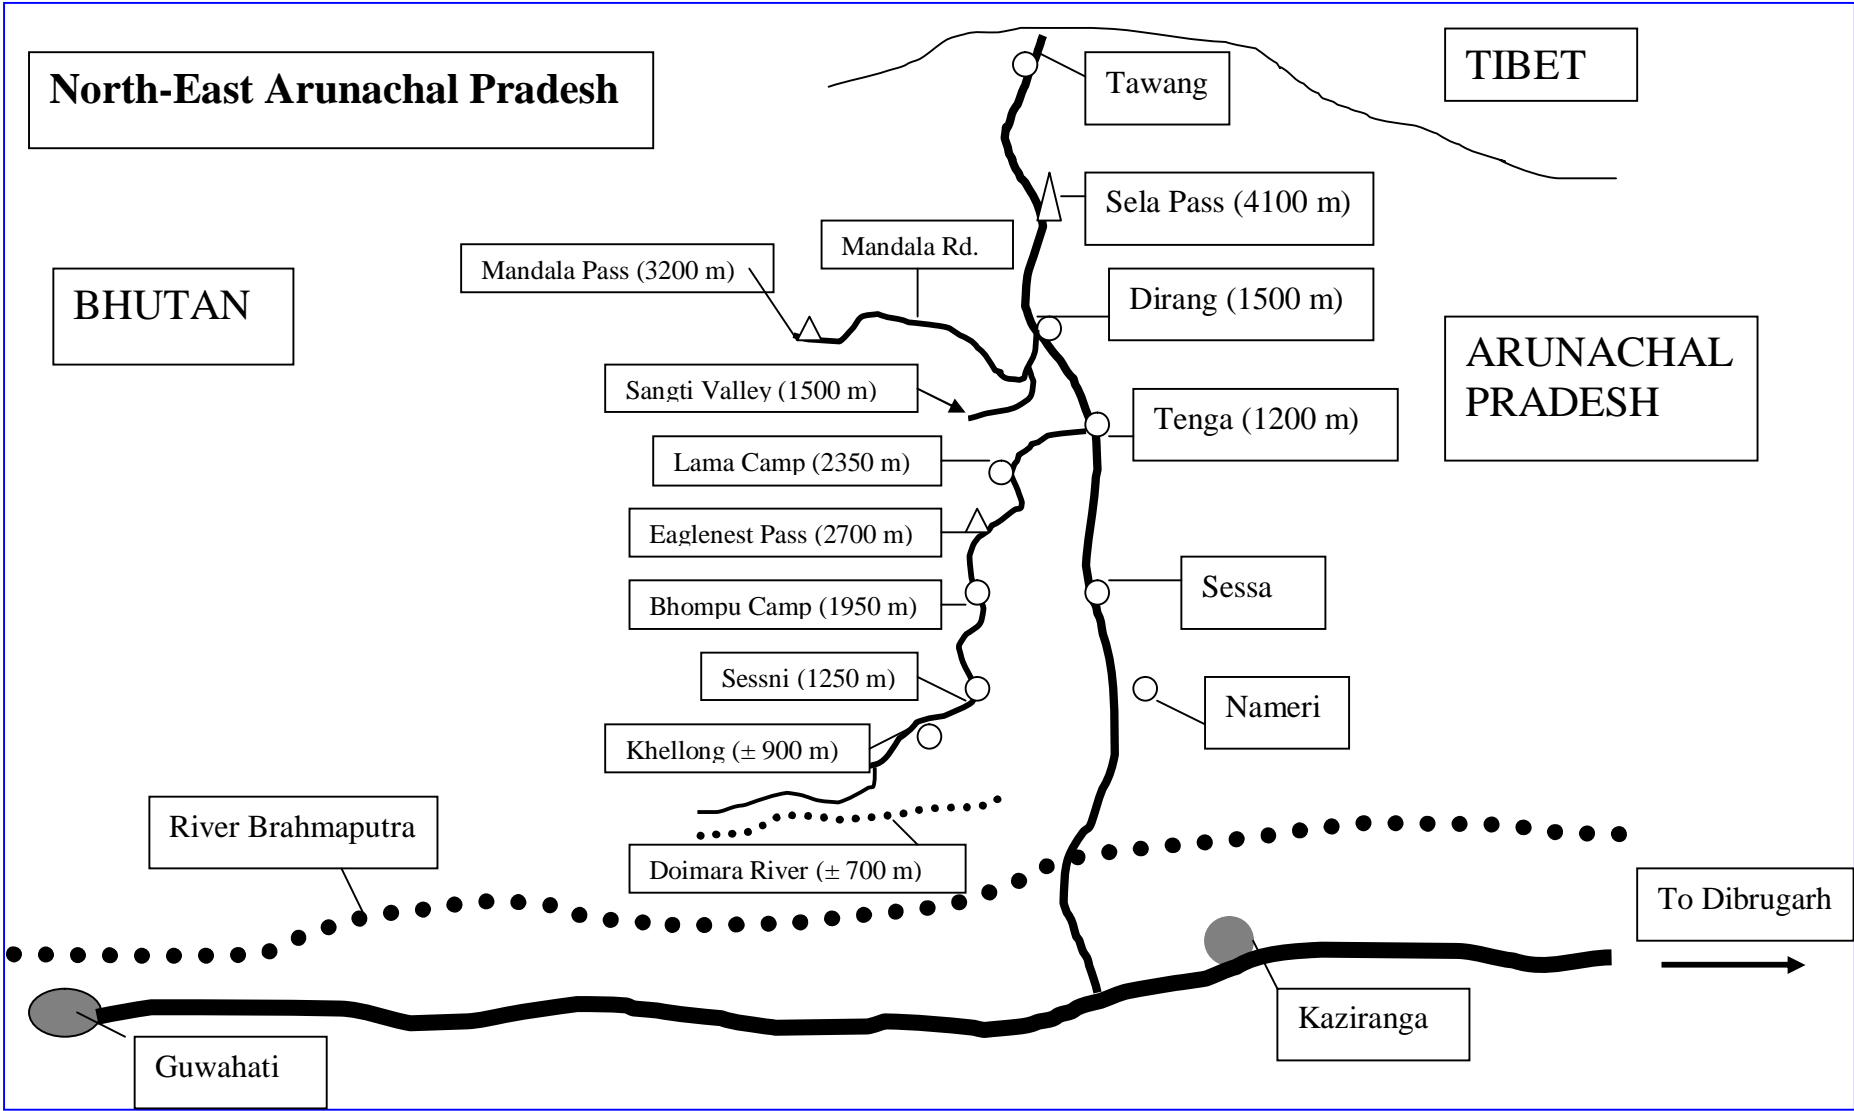 North-East Arunachal Pradesh
TIBET
Tawang
Sela Pass (4100 m)
Mandala Rd.
Mandala Pass (3200 m)
BHUTAN
Dirang (1500 m)
ARUNACHAL
PRADESH
Sangti Valley (1500 m)
Tenga (1200 m)
Lama Camp (2350 m)
Eaglenest Pass (2700 m)
Sessa
Bhompu Camp (1950 m)
Sessni (1250 m)
Nameri
Khellong (± 900 m)
River Brahmaputra
Doimara River (± 700 m)
To Dibrugarh
Kaziranga
Guwahati